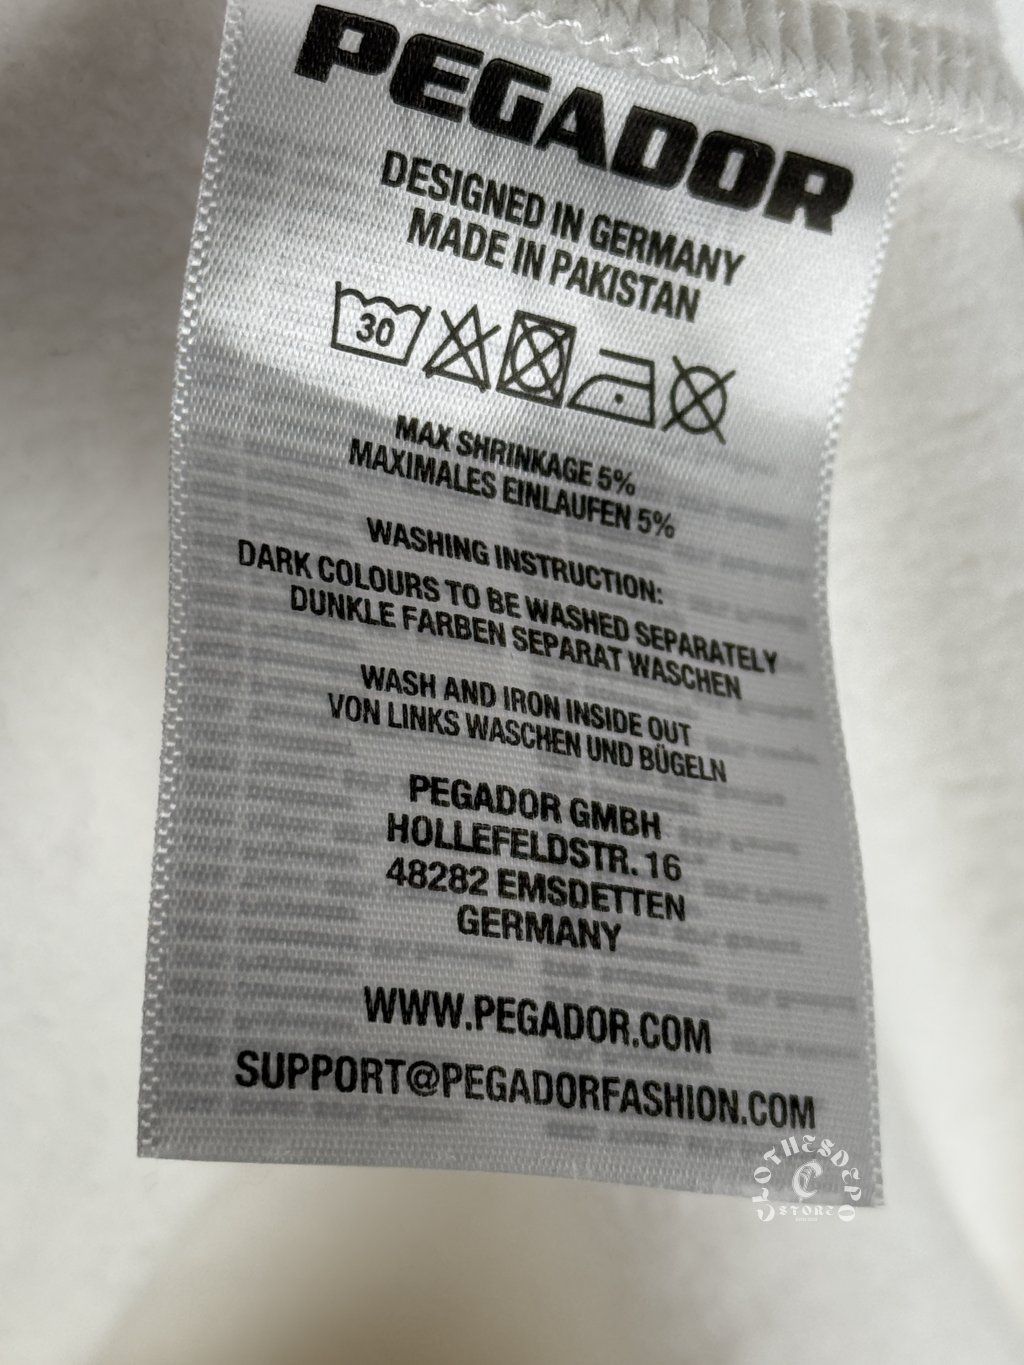 PEGADOR
DESIGNED IN GERMANY
MADE IN PAKISTAN
30
MAX SHRINKAGE 5%
MAXIMALES EINLAUFEN 5%
WASHING INSTRUCTION:
DARK COLOURS TO BE WASHED SEPARATELY
DUNKLE FARBEN SEPARAT WASCHEN
WASH AND IRON INSIDE OUT
VON LINKS WASCHEN UND BÜGELN
PEGADOR GMBH
HOLLEFELDSTR. 16
48282 EMSDETTEN
GERMANY
WWW.PEGADOR.COM
SUPPORT@PEGADORFASHION.COM
CLOTHESDEPO
STORE